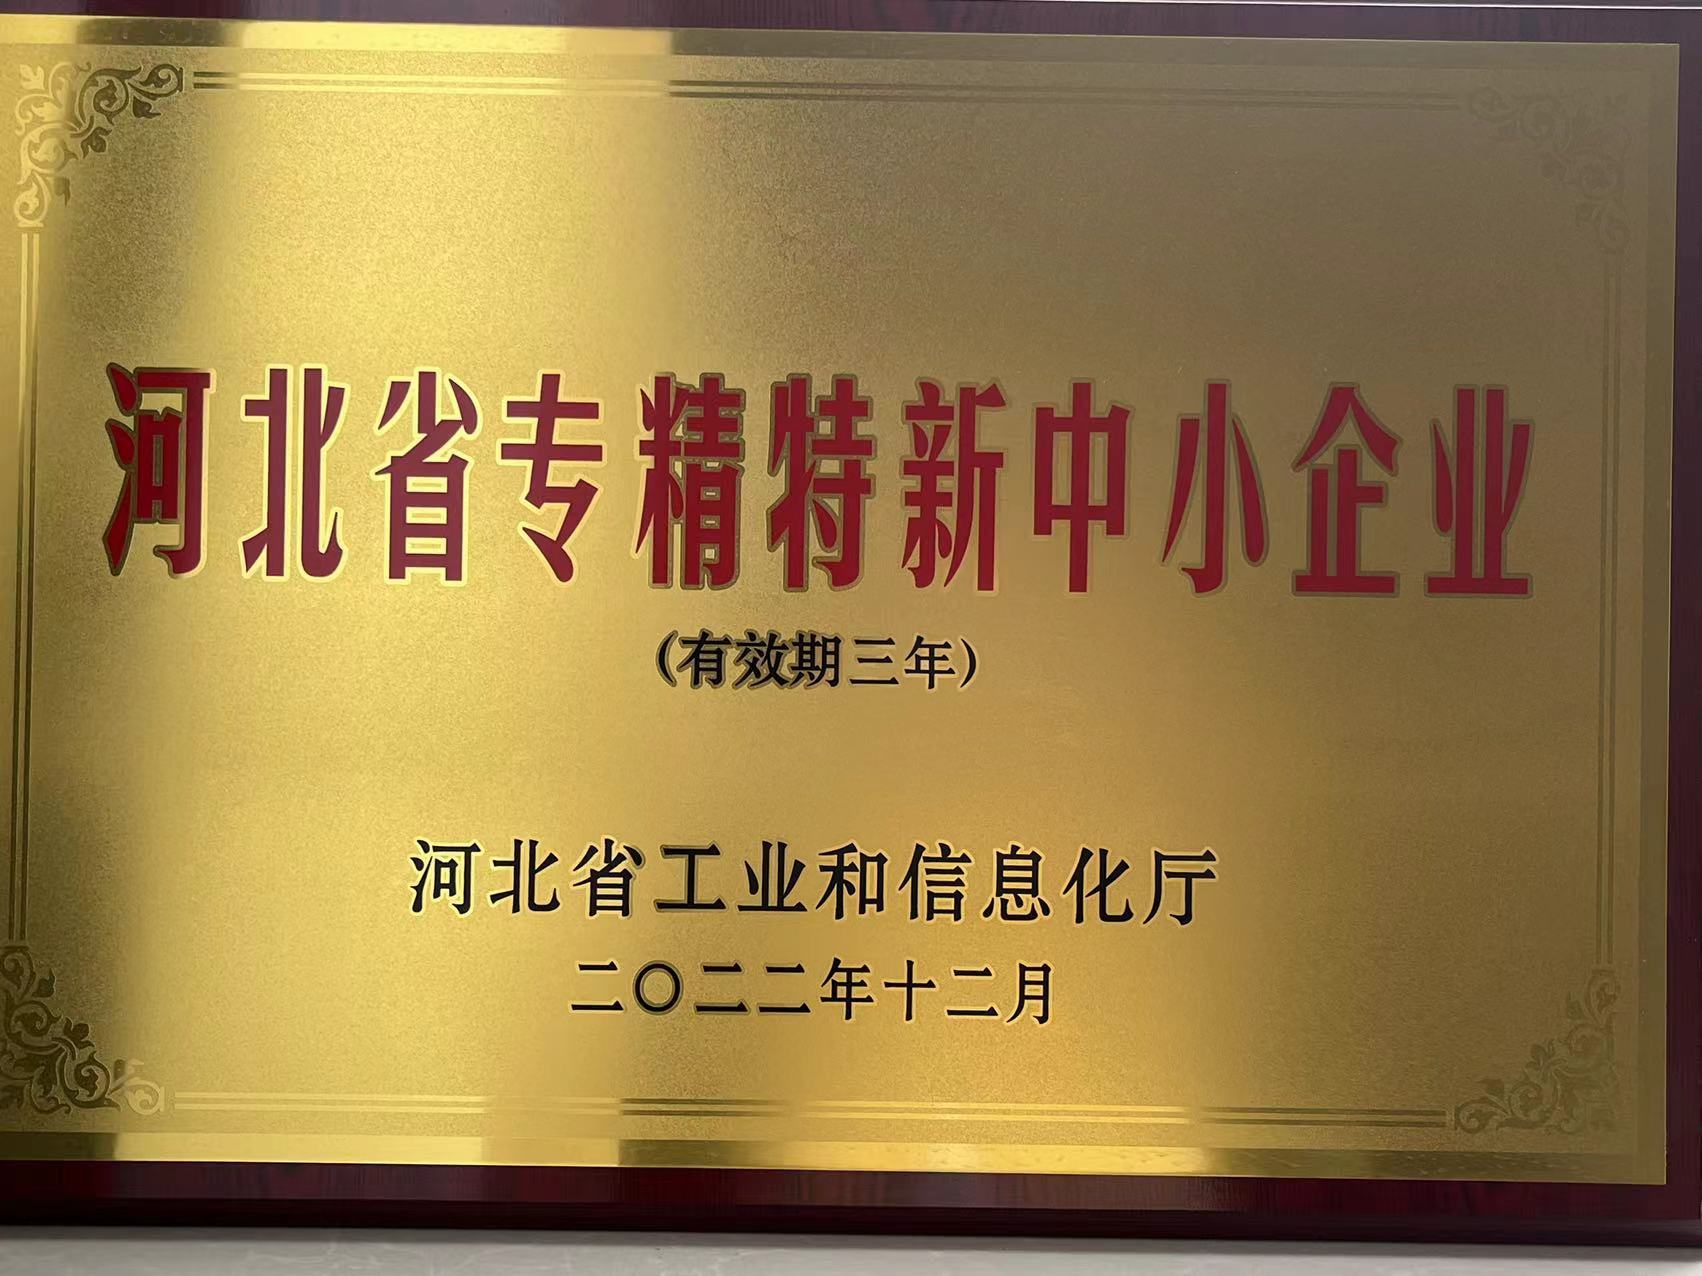 河北省专精特新中小企业
(有效期三年)
河北省工业和信息化厅
二〇二二年十二月